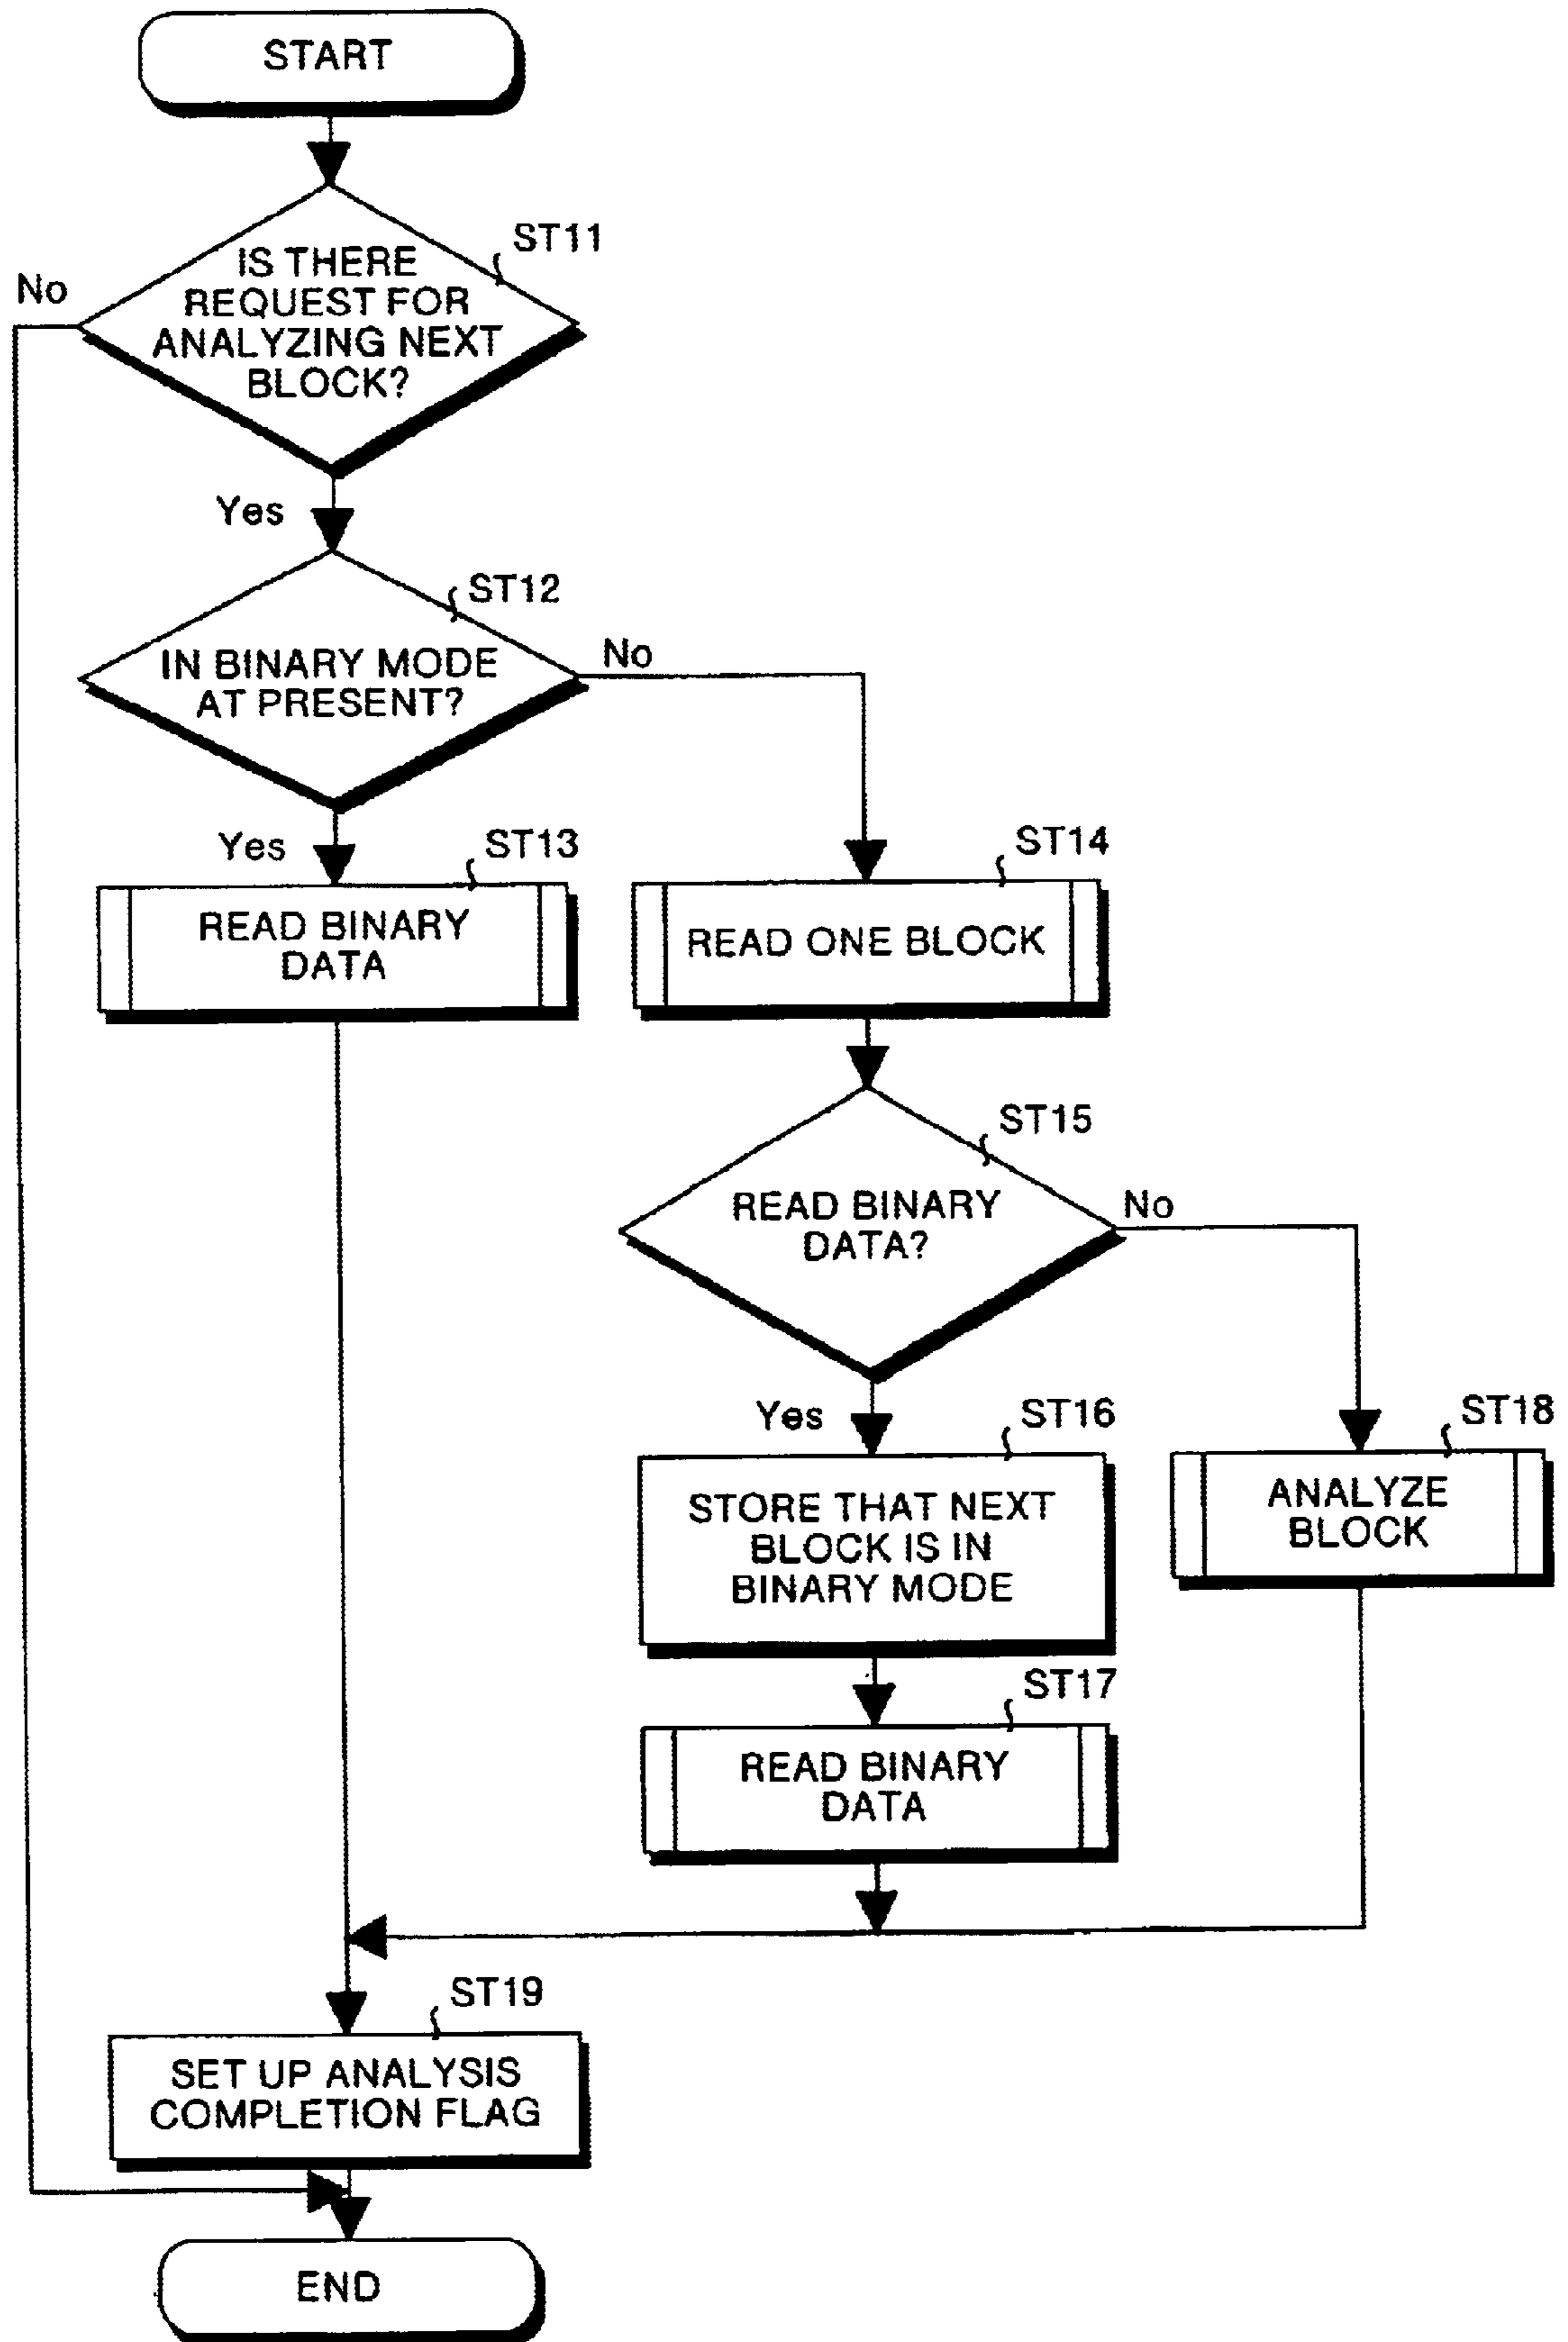 START
ST11
IS THERE
REQUEST FOR
ANALYZING NEXT
BLOCK?
No
Yes
ST12
IN BINARY MODE
AT PRESENT?
No
Yes
ST13
READ BINARY
DATA
ST14
READ ONE BLOCK
ST15
READ BINARY
DATA?
No
Yes
ST16
STORE THAT NEXT
BLOCK IS IN
BINARY MODE
ST18
ANALYZE
BLOCK
ST17
READ BINARY
DATA
ST19
SET UP ANALYSIS
COMPLETION FLAG
END